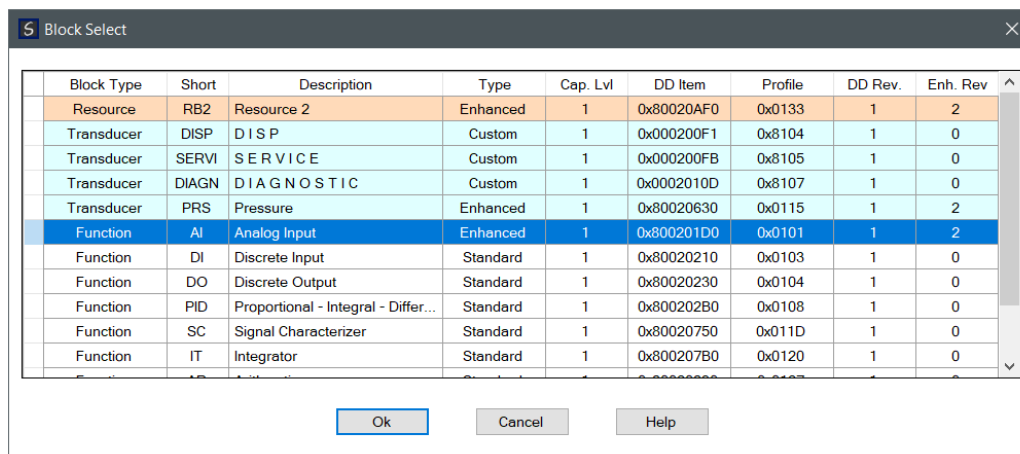 Block Select
Block Type Short Description Type Cap. Lvl DD Item Profile DD Rev. Enh. Rev
Resource RB2 Resource 2 Enhanced 1 0x80020AF0 0x0133 1 2
Transducer DISP D I S P Custom 1 0x000200F1 0x8104 1 0
Transducer SERVI S E R V I C E Custom 1 0x000200FB 0x8105 1 0
Transducer DIAGN D I A G N O S T I C Custom 1 0x0002010D 0x8107 1 0
Transducer PRS Pressure Enhanced 1 0x80020630 0x0115 1 2
Function AI Analog Input Enhanced 1 0x800201D0 0x0101 1 2
Function DI Discrete Input Standard 1 0x80020210 0x0103 1 0
Function DO Discrete Output Standard 1 0x80020230 0x0104 1 0
Function PID Proportional - Integral - Differ... Standard 1 0x800202B0 0x0108 1 0
Function SC Signal Characterizer Standard 1 0x80020750 0x011D 1 0
Function IT Integrator Standard 1 0x800207B0 0x0120 1 0
Ok Cancel Help